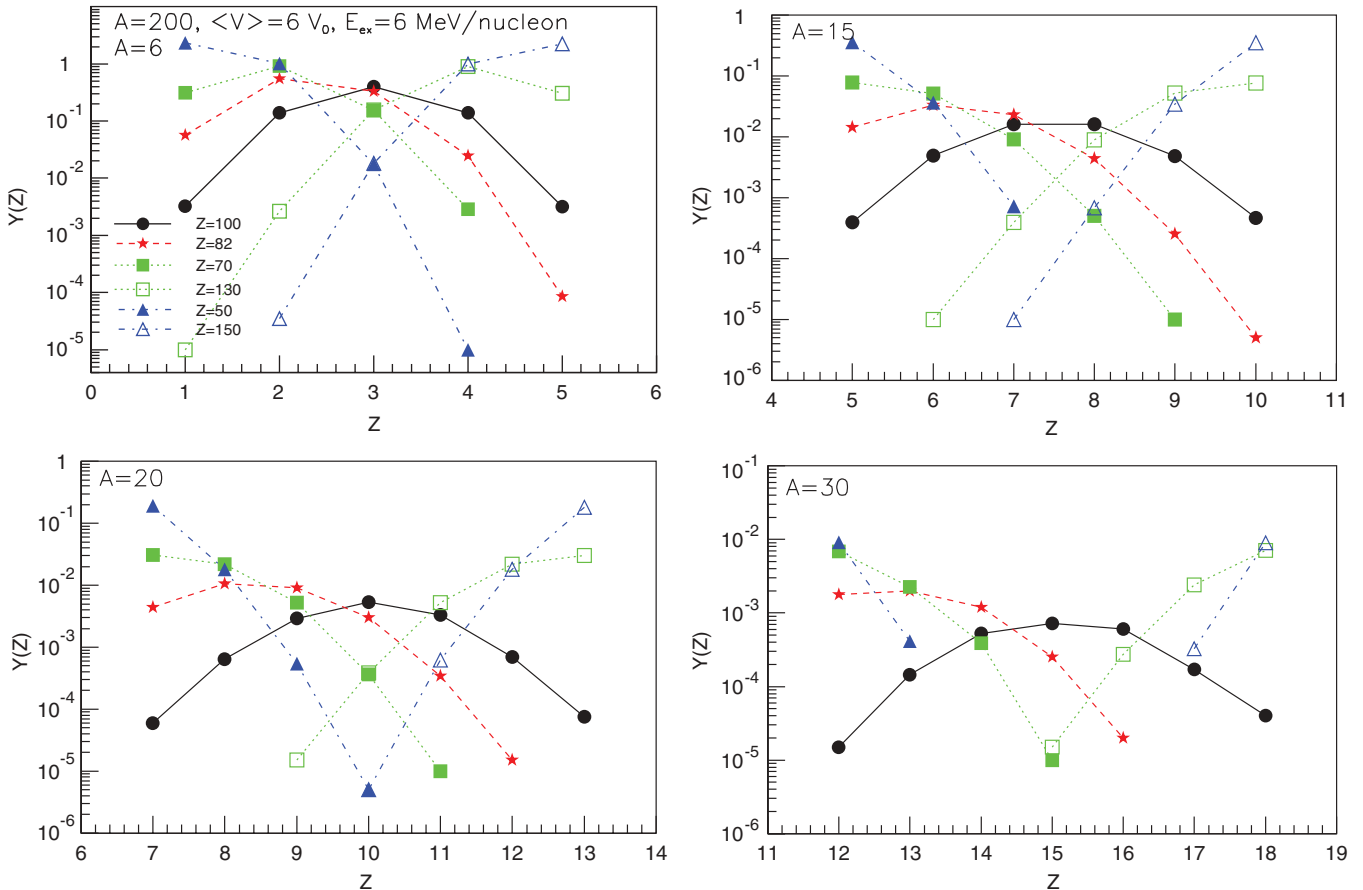 A=200, <V>=6 V₀, Eₑₓ=6 MeV/nucleon
A=6
Y(Z)
1
10⁻¹
10⁻²
10⁻³
10⁻⁴
10⁻⁵
Z=100
Z=82
Z=70
Z=130
Z=50
Z=150
0 1 2 3 4 5 6
Z
A=15
Y(Z)
1
10⁻¹
10⁻²
10⁻³
10⁻⁴
10⁻⁵
10⁻⁶
4 5 6 7 8 9 10 11
Z
A=20
Y(Z)
1
10⁻¹
10⁻²
10⁻³
10⁻⁴
10⁻⁵
10⁻⁶
6 7 8 9 10 11 12 13 14
Z
A=30
Y(Z)
10⁻¹
10⁻²
10⁻³
10⁻⁴
10⁻⁵
10⁻⁶
11 12 13 14 15 16 17 18 19
Z